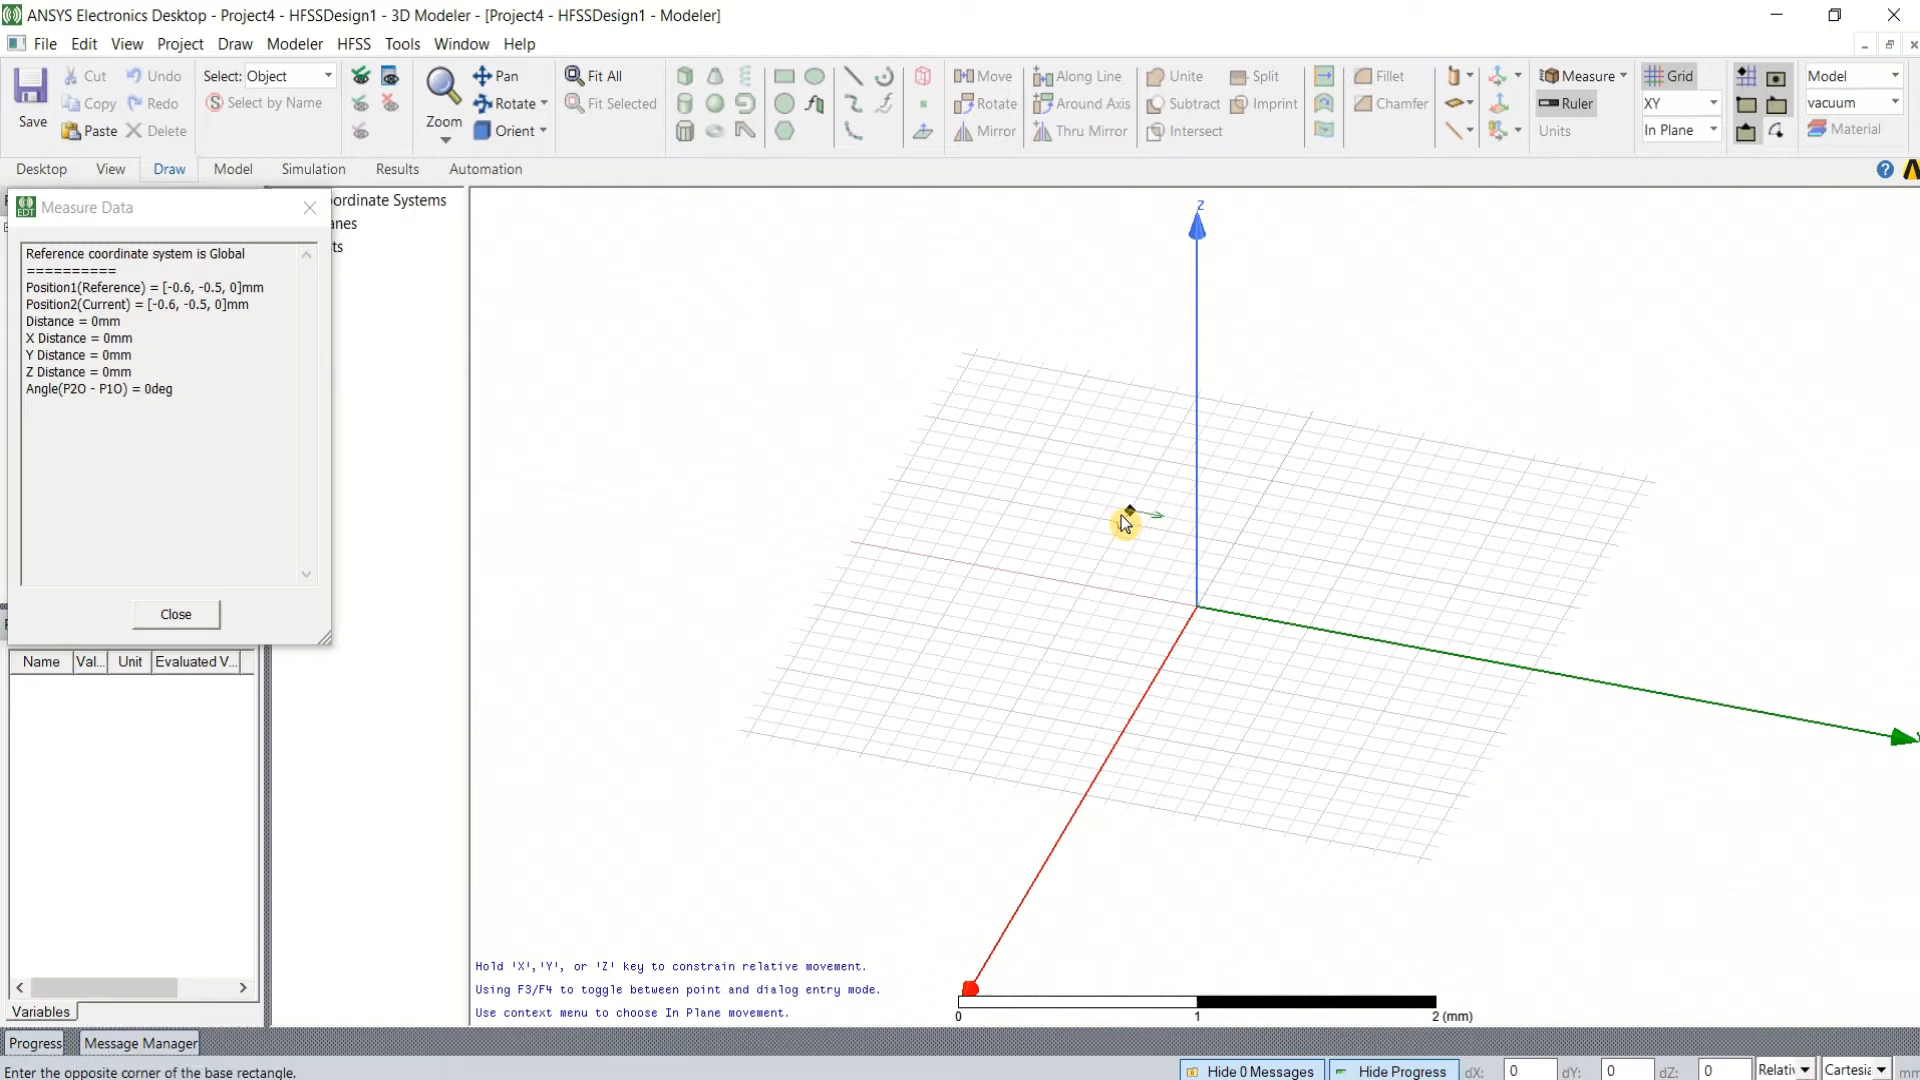 ANSYS Electronics Desktop - Project4 - HFSSDesign1 - 3D Modeler - [Project4 - HFSSDesign1 - Modeler]
File Edit View Project Draw Modeler HFSS Tools Window Help
Save
Cut
Copy
Paste
Undo
Redo
Delete
Select: Object
Select by Name
Zoom
Pan
Rotate
Orient
Fit All
Fit Selected
Move
Rotate
Mirror
Along Line
Around Axis
Thru Mirror
Unite
Subtract
Intersect
Split
Imprint
Fillet
Chamfer
Measure
Ruler
Units
Grid
XY
In Plane
Model
vacuum
Material
Desktop View Draw Model Simulation Results Automation
Measure Data
Reference coordinate system is Global
==========
Position1(Reference) = [-0.6, -0.5, 0]mm
Position2(Current) = [-0.6, -0.5, 0]mm
Distance = 0mm
X Distance = 0mm
Y Distance = 0mm
Z Distance = 0mm
Angle(P2O - P1O) = 0deg
Close
ordinate Systems
anes
ts
Name Val... Unit Evaluated V...
Variables
Z
Hold 'X','Y', or 'Z' key to constrain relative movement.
Using F3/F4 to toggle between point and dialog entry mode.
Use context menu to choose In Plane movement.
0 1 2 (mm)
Progress Message Manager
Enter the opposite corner of the base rectangle.
Hide 0 Messages Hide Progress dX: 0 dY: 0 dZ: 0 Relativ Cartesia mm